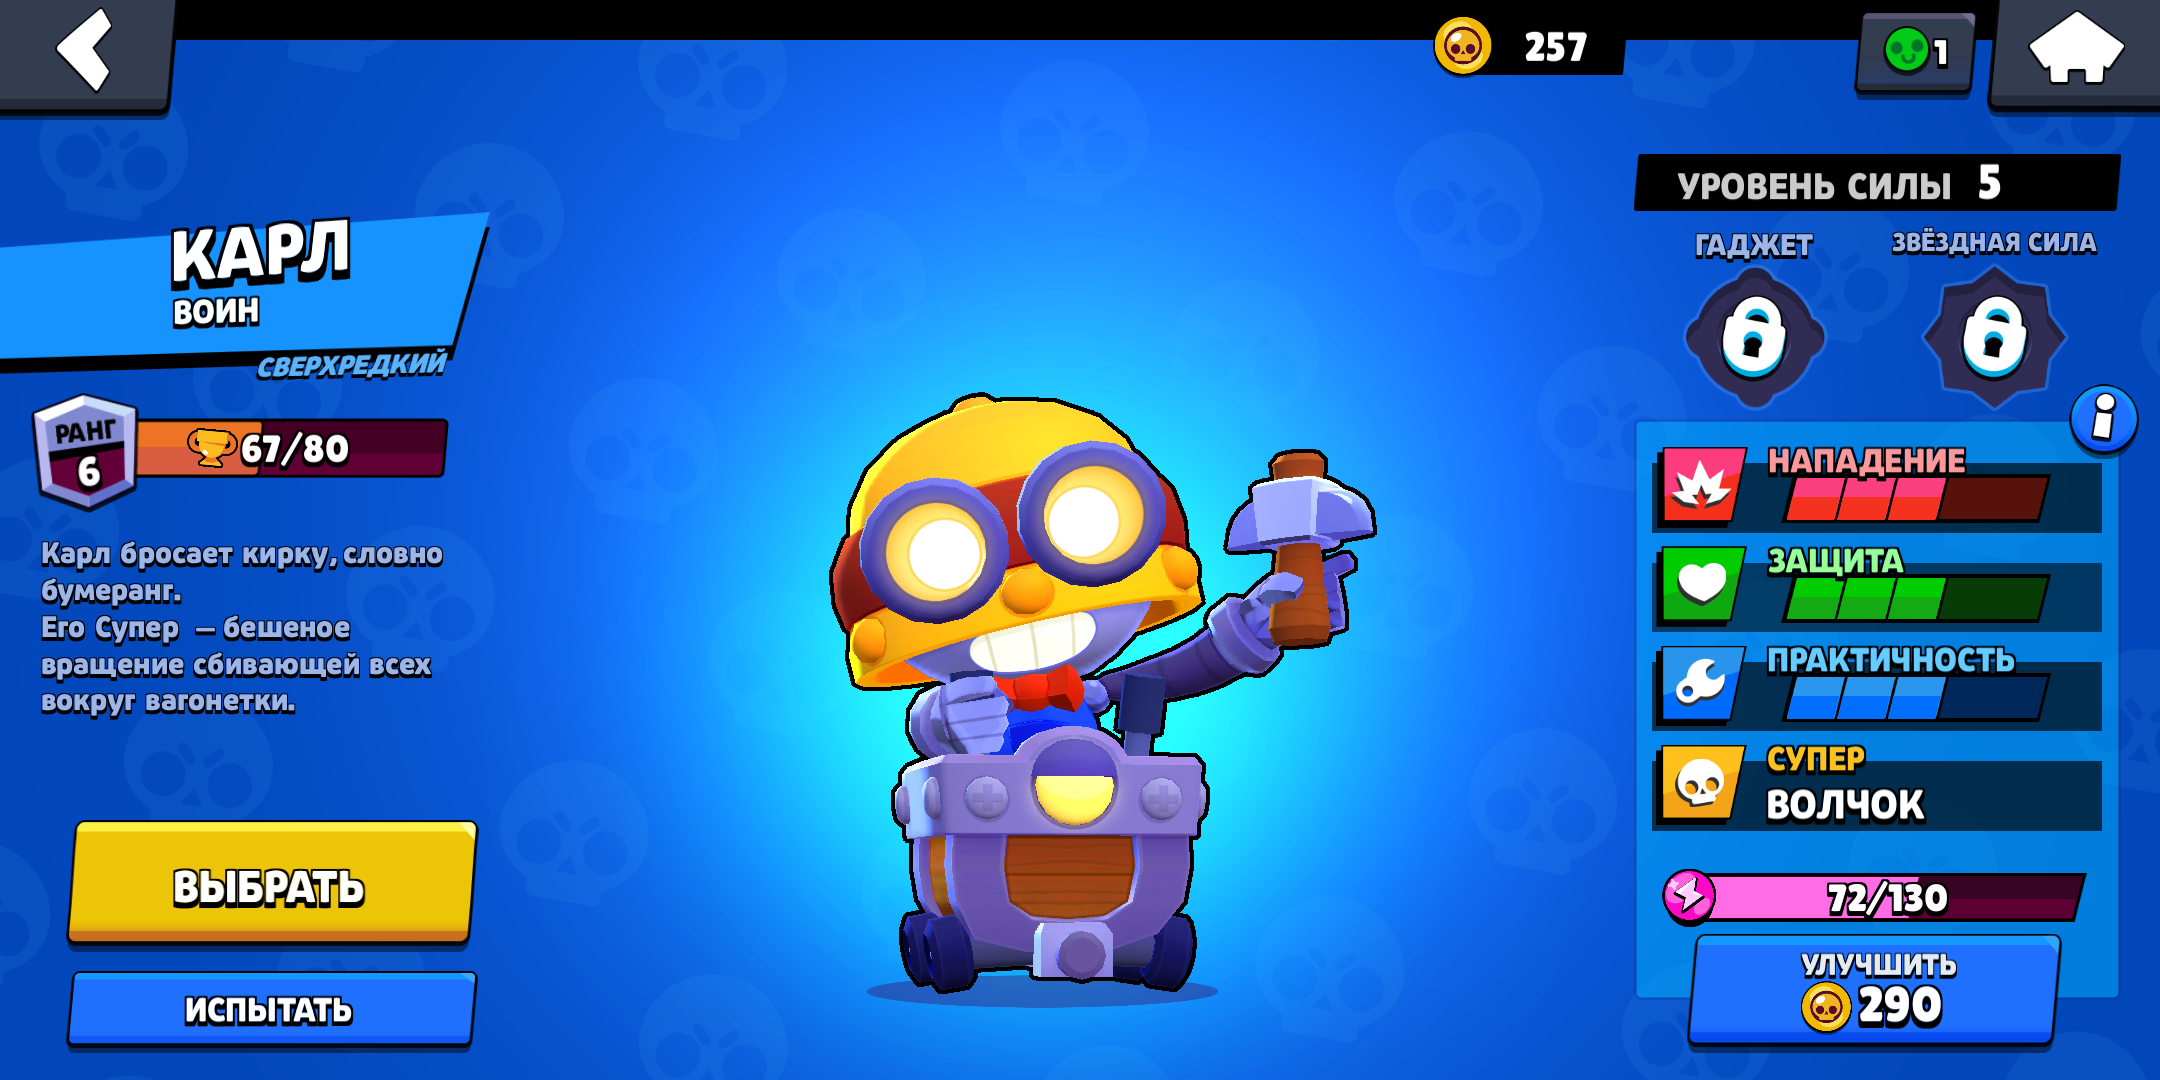 257
1
КАРЛ
ВОИН
СВЕРХРЕДКИЙ
РАНГ
6
67/80
Карл бросает кирку, словно
бумеранг.
Его Супер – бешеное
вращение сбивающей всех
вокруг вагонетки.
ВЫБРАТЬ
ИСПЫТАТЬ
УРОВЕНЬ СИЛЫ 5
ГАДЖЕТ
ЗВЁЗДНАЯ СИЛА
НАПАДЕНИЕ
ЗАЩИТА
ПРАКТИЧНОСТЬ
СУПЕР
ВОЛЧОК
72/130
УЛУЧШИТЬ
290